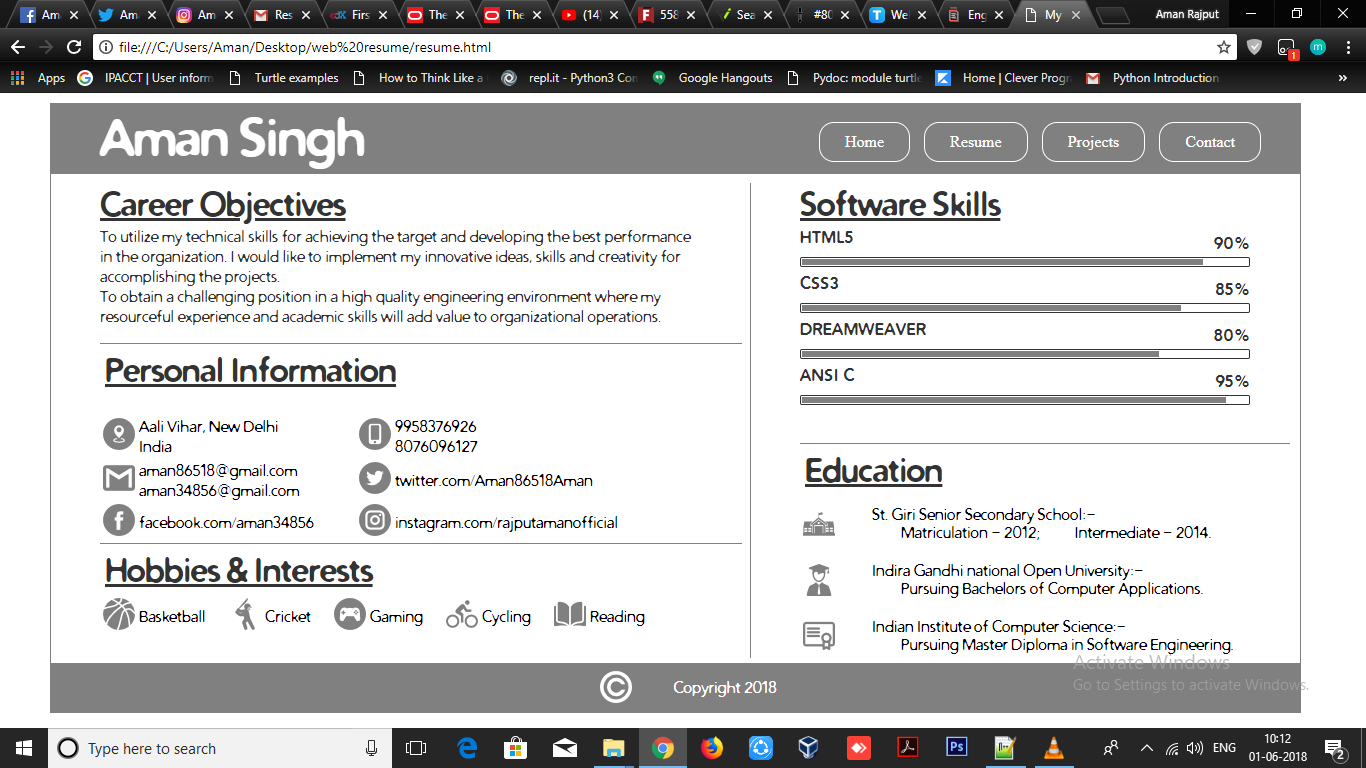 Am
Am
Am
Res
Firs
The
The
(14)
558
Sea
#80
Wel
Eng
My
Aman Rajput
file:///C:/Users/Aman/Desktop/web%20resume/resume.html
Apps
IPACCT | User inform
Turtle examples
How to Think Like a
repl.it - Python3 Con
Google Hangouts
Pydoc: module turtle
Home | Clever Progr
Python Introduction
»
Aman Singh
Home
Resume
Projects
Contact
Career Objectives
To utilize my technical skills for achieving the target and developing the best performance
in the organization. I would like to implement my innovative ideas, skills and creativity for
accomplishing the projects.
To obtain a challenging position in a high quality engineering environment where my
resourceful experience and academic skills will add value to organizational operations.
Personal Information
Aali Vihar, New Delhi
India
9958376926
8076096127
aman86518@gmail.com
aman34856@gmail.com
twitter.com/Aman86518Aman
facebook.com/aman34856
instagram.com/rajputamanofficial
Hobbies & Interests
Basketball
Cricket
Gaming
Cycling
Reading
Software Skills
HTML5
90%
CSS3
85%
DREAMWEAVER
80%
ANSI C
95%
Education
St. Giri Senior Secondary School:-
Matriculation - 2012; Intermediate - 2014.
Indira Gandhi national Open University:-
Pursuing Bachelors of Computer Applications.
Indian Institute of Computer Science:-
Pursuing Master Diploma in Software Engineering.
Activate Windows
Go to Settings to activate Windows.
© Copyright 2018
Type here to search
ENG
10:12
01-06-2018
2